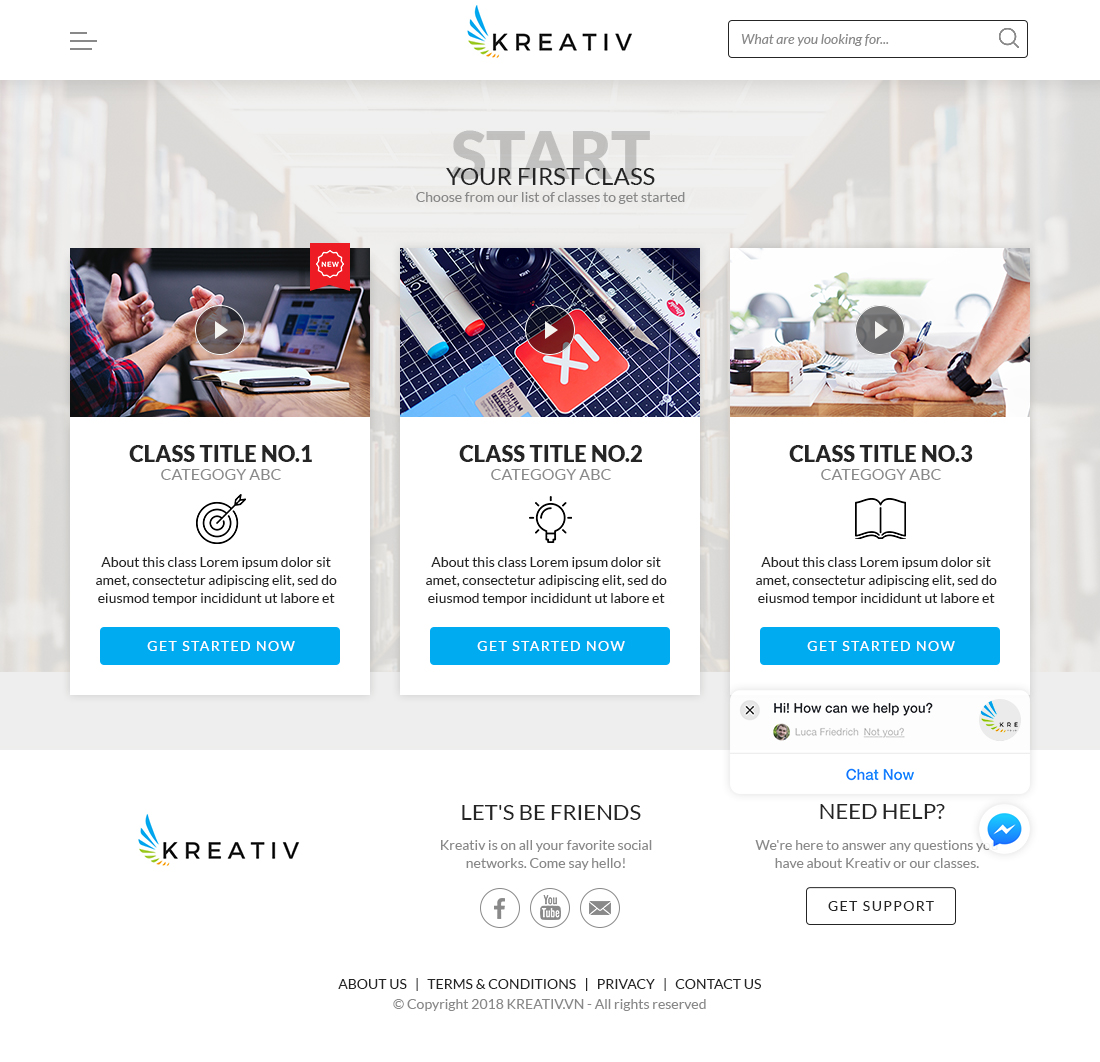 KREATIV
What are you looking for...
START
YOUR FIRST CLASS
Choose from our list of classes to get started
NEW
CLASS TITLE NO.1
CATEGOGY ABC
About this class Lorem ipsum dolor sit
amet, consectetur adipiscing elit, sed do
eiusmod tempor incididunt ut labore et
GET STARTED NOW
FUJIFILM
CLASS TITLE NO.2
CATEGOGY ABC
About this class Lorem ipsum dolor sit
amet, consectetur adipiscing elit, sed do
eiusmod tempor incididunt ut labore et
GET STARTED NOW
CLASS TITLE NO.3
CATEGOGY ABC
About this class Lorem ipsum dolor sit
amet, consectetur adipiscing elit, sed do
eiusmod tempor incididunt ut labore et
GET STARTED NOW
Hi! How can we help you?
Luca Friedrich Not you?
KRE
Chat Now
KREATIV
LET'S BE FRIENDS
Kreativ is on all your favorite social
networks. Come say hello!
You
Tube
NEED HELP?
We're here to answer any questions
have about Kreativ or our classes.
GET SUPPORT
ABOUT US | TERMS & CONDITIONS | PRIVACY | CONTACT US
© Copyright 2018 KREATIV.VN - All rights reserved